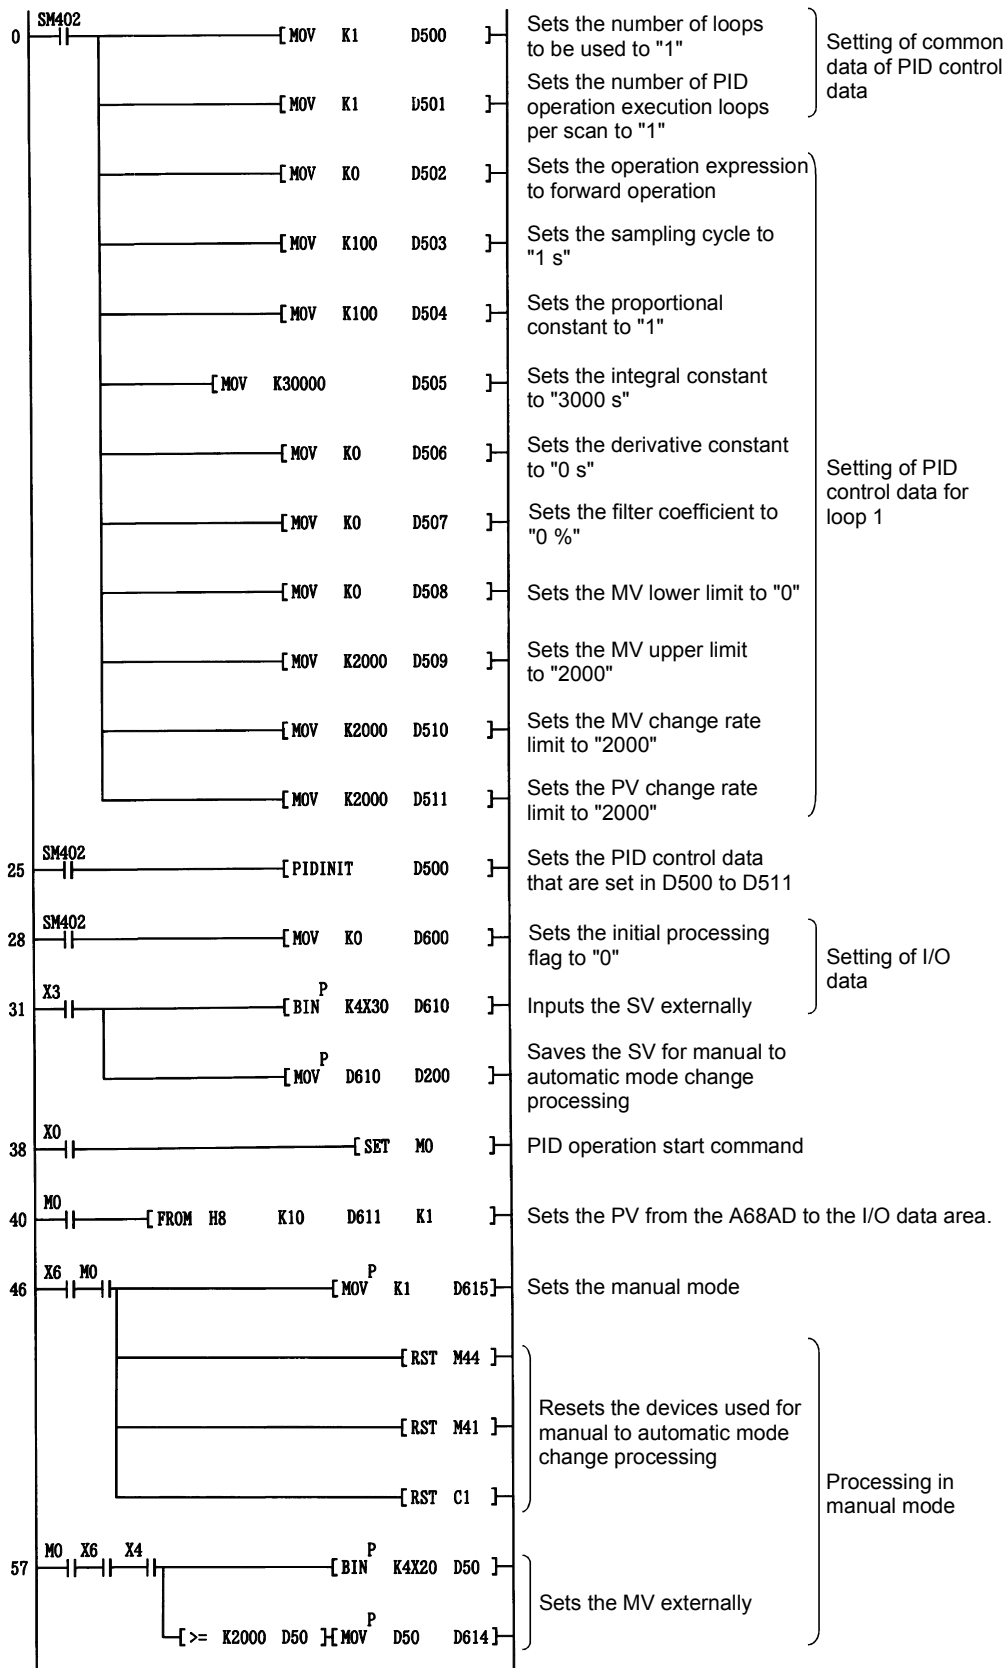 SM402
0 [ MOV K1 D500 ] Sets the number of loops
to be used to "1"
Setting of common
data of PID control
data
[ MOV K1 D501 ] Sets the number of PID
operation execution loops
per scan to "1"
[ MOV K0 D502 ] Sets the operation expression
to forward operation
[ MOV K100 D503 ] Sets the sampling cycle to
"1 s"
[ MOV K100 D504 ] Sets the proportional
constant to "1"
[ MOV K30000 D505 ] Sets the integral constant
to "3000 s"
[ MOV K0 D506 ] Sets the derivative constant
to "0 s"
Setting of PID
control data for
loop 1
[ MOV K0 D507 ] Sets the filter coefficient to
"0 %"
[ MOV K0 D508 ] Sets the MV lower limit to "0"
[ MOV K2000 D509 ] Sets the MV upper limit
to "2000"
[ MOV K2000 D510 ] Sets the MV change rate
limit to "2000"
[ MOV K2000 D511 ] Sets the PV change rate
limit to "2000"
SM402
25 [ PIDINIT D500 ] Sets the PID control data
that are set in D500 to D511
SM402
28 [ MOV K0 D600 ] Sets the initial processing
flag to "0"
Setting of I/O
data
X3 P
31 [ BIN K4X30 D610 ] Inputs the SV externally
P
[ MOV D610 D200 ] Saves the SV for manual to
automatic mode change
processing
X0
38 [ SET M0 ] PID operation start command
M0
40 [ FROM H8 K10 D611 K1 ] Sets the PV from the A68AD to the I/O data area.
X6 M0 P
46 [ MOV K1 D615 ] Sets the manual mode
[ RST M44 ]
[ RST M41 ] Resets the devices used for
manual to automatic mode
change processing
[ RST C1 ]
Processing in
manual mode
M0 X6 X4 P
57 [ BIN K4X20 D50 ]
Sets the MV externally
P
[ >= K2000 D50 ] [ MOV D50 D614 ]